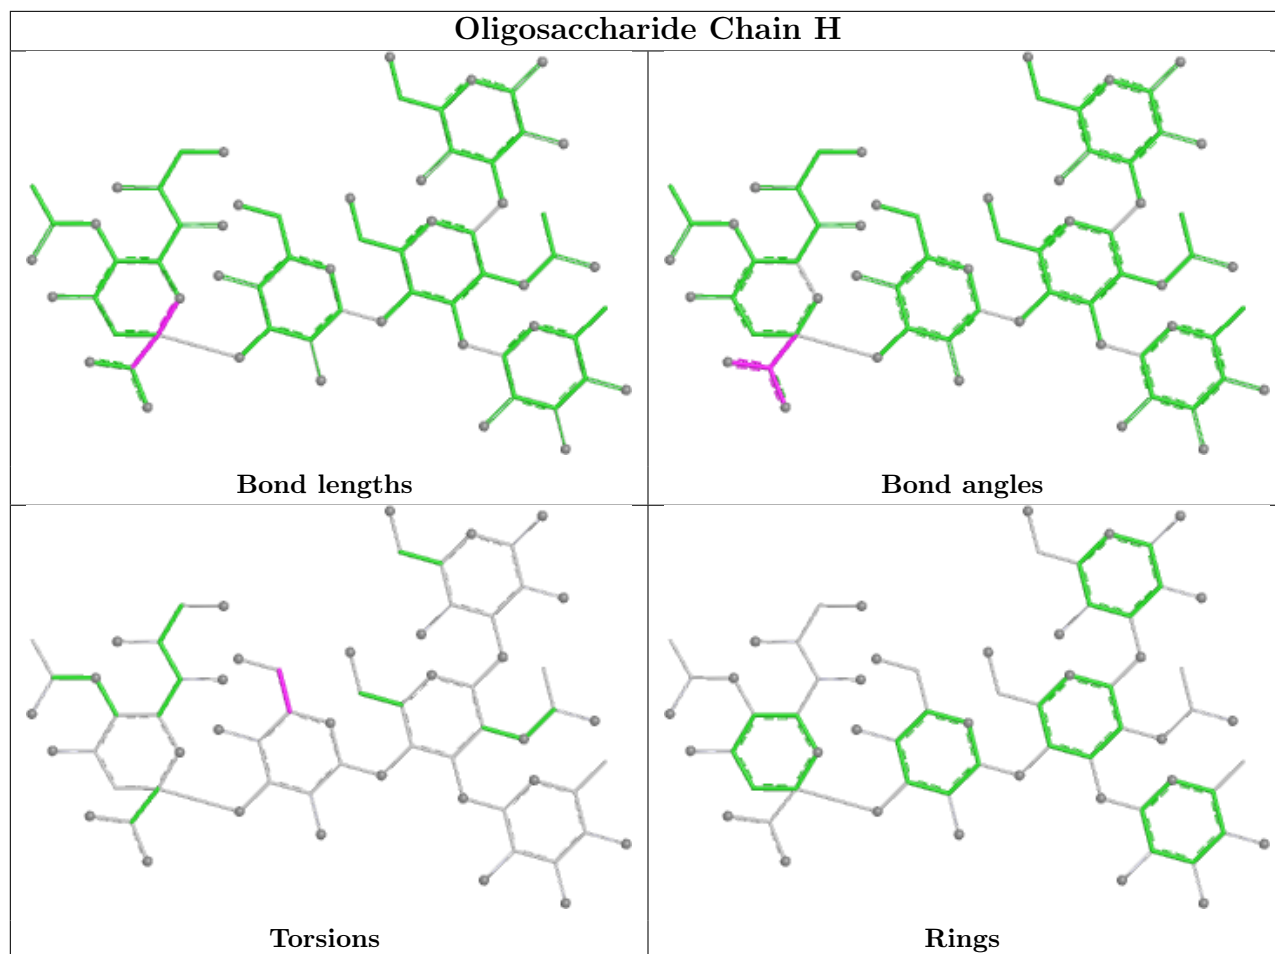 Oligosaccharide Chain H
Bond lengths
Bond angles
Torsions
Rings